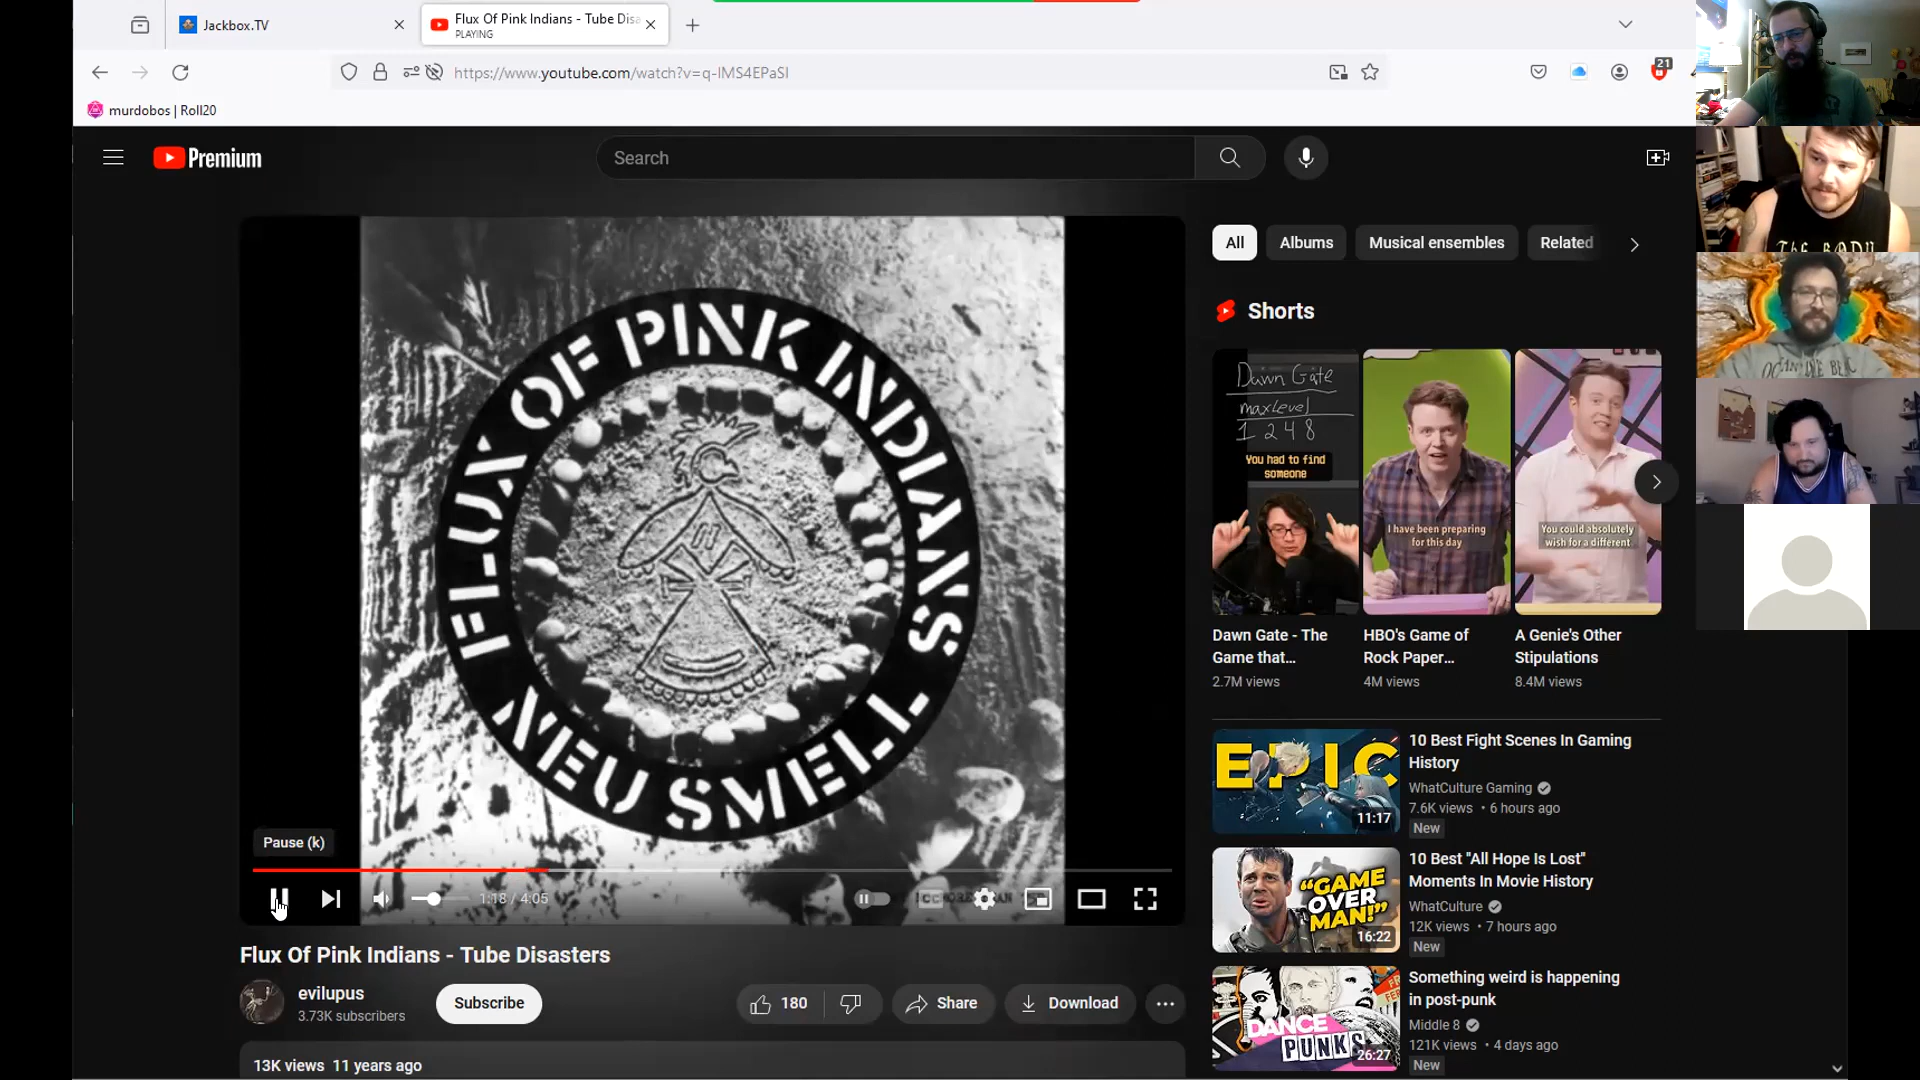 Jackbox.TV
Flux Of Pink Indians - Tube Disa
PLAYING
https://www.youtube.com/watch?v=q-lMS4EPaSI
21
murdobos | Roll20
Premium
Search
All
Albums
Musical ensembles
Related
FLUX OF PINK INDIANS
NEU SMELL
Pause (k)
1:18 / 4:05
Flux Of Pink Indians - Tube Disasters
evilupus
3.73K subscribers
Subscribe
180
Share
Download
13K views 11 years ago
Shorts
Dawn Gate
max level
1 2 4 8
You had to find
someone
I have been preparing
for this day
You could absolutely
wish for a different
Dawn Gate - The
Game that...
2.7M views
HBO's Game of
Rock Paper...
4M views
A Genie's Other
Stipulations
8.4M views
EPIC
11:17
10 Best Fight Scenes In Gaming
History
WhatCulture Gaming
7.6K views • 6 hours ago
New
"GAME
OVER
MAN!"
16:22
10 Best "All Hope Is Lost"
Moments In Movie History
WhatCulture
12K views • 7 hours ago
New
DANCE
PUNKS
26:27
Something weird is happening
in post-punk
Middle 8
121K views • 4 days ago
New